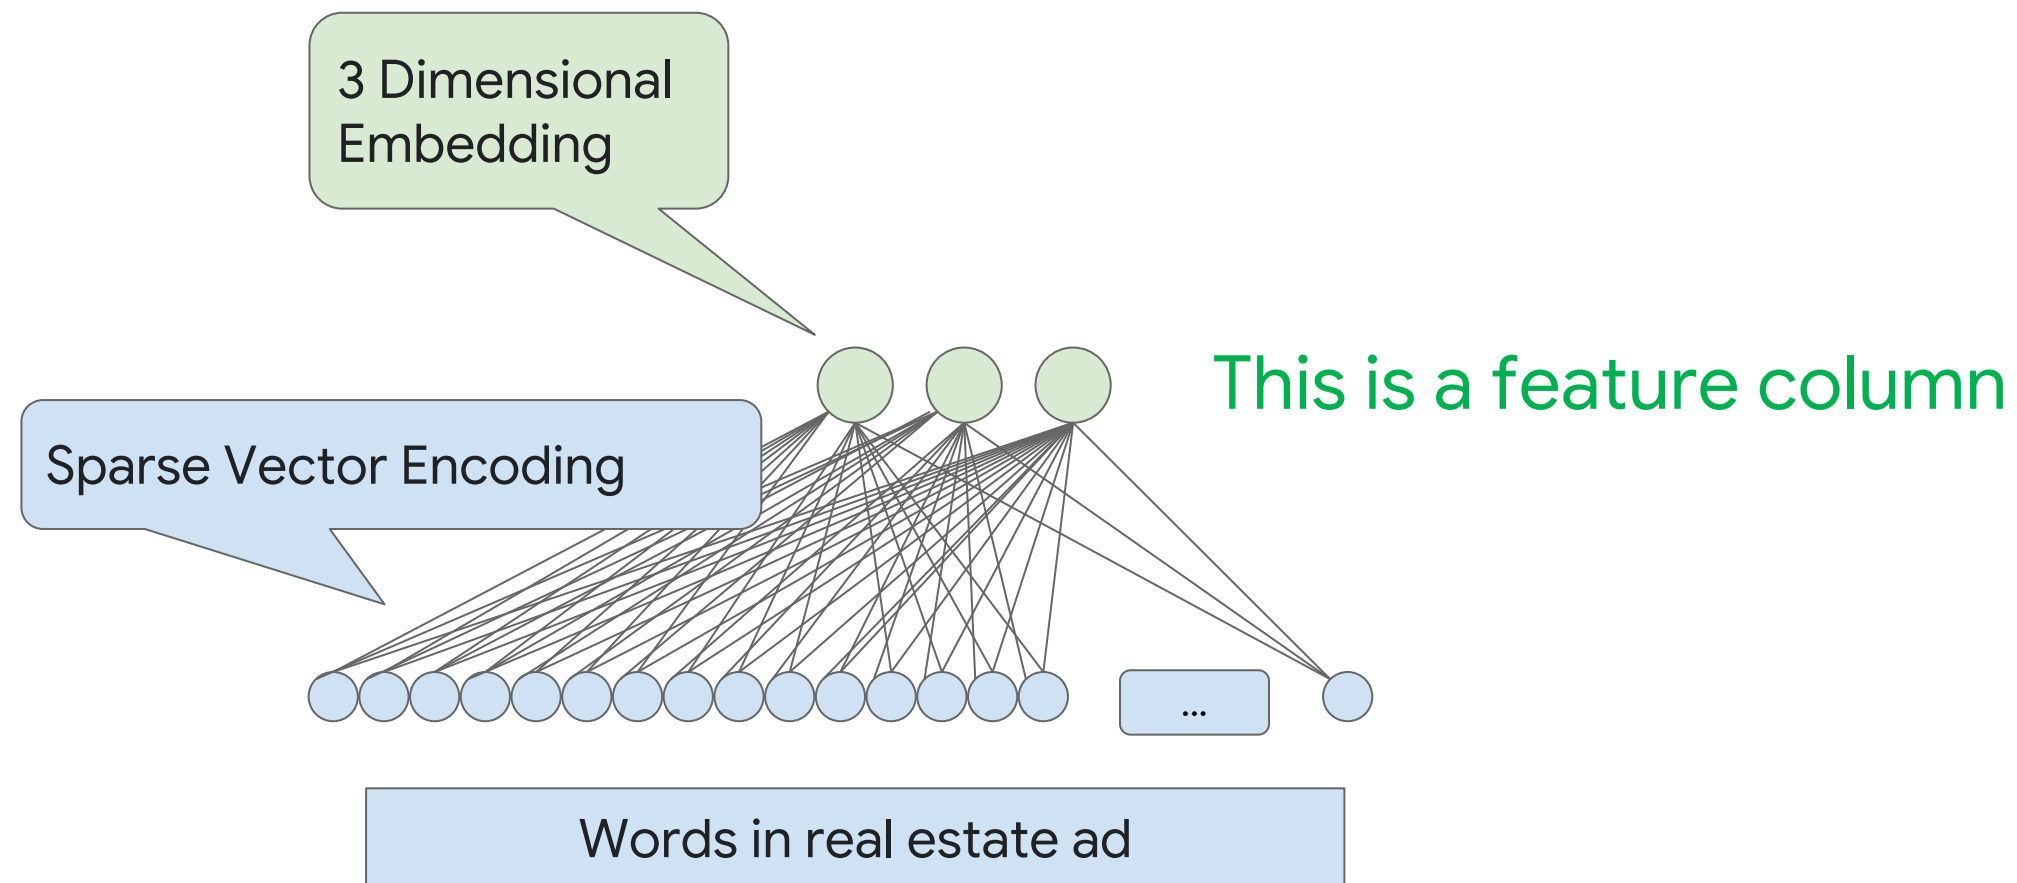 3 Dimensional
Embedding
This is a feature column
Sparse Vector Encoding
...
Words in real estate ad